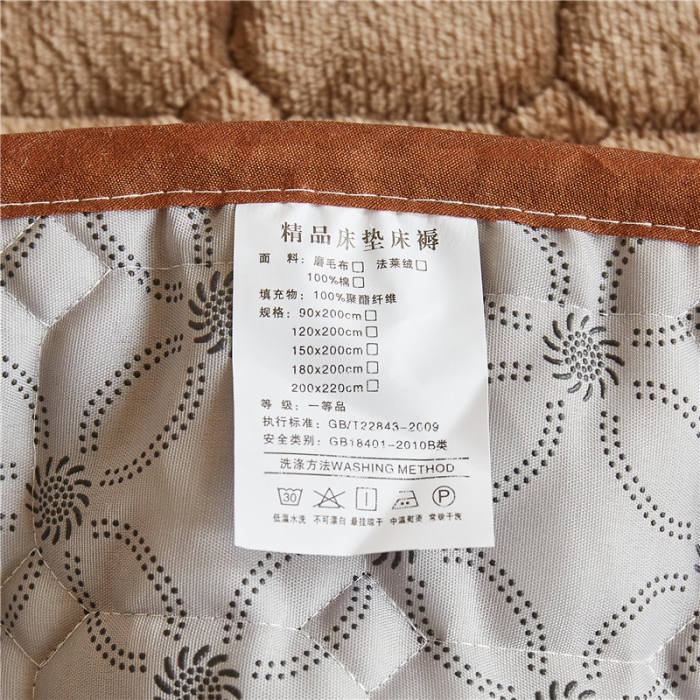 精品床垫床褥
面 料：磨毛布□ 法莱绒□
100%棉□
填充物：100%聚酯纤维
规格：90x200cm□
120x200cm□
150x200cm□
180x200cm□
200x220cm□
等 级：一等品
执行标准：GB/T22843-2009
安全类别：GB18401-2010B类
洗涤方法WASHING METHOD
30 P
低温水洗 不可漂白 悬挂晾干 中温熨烫 常规干洗